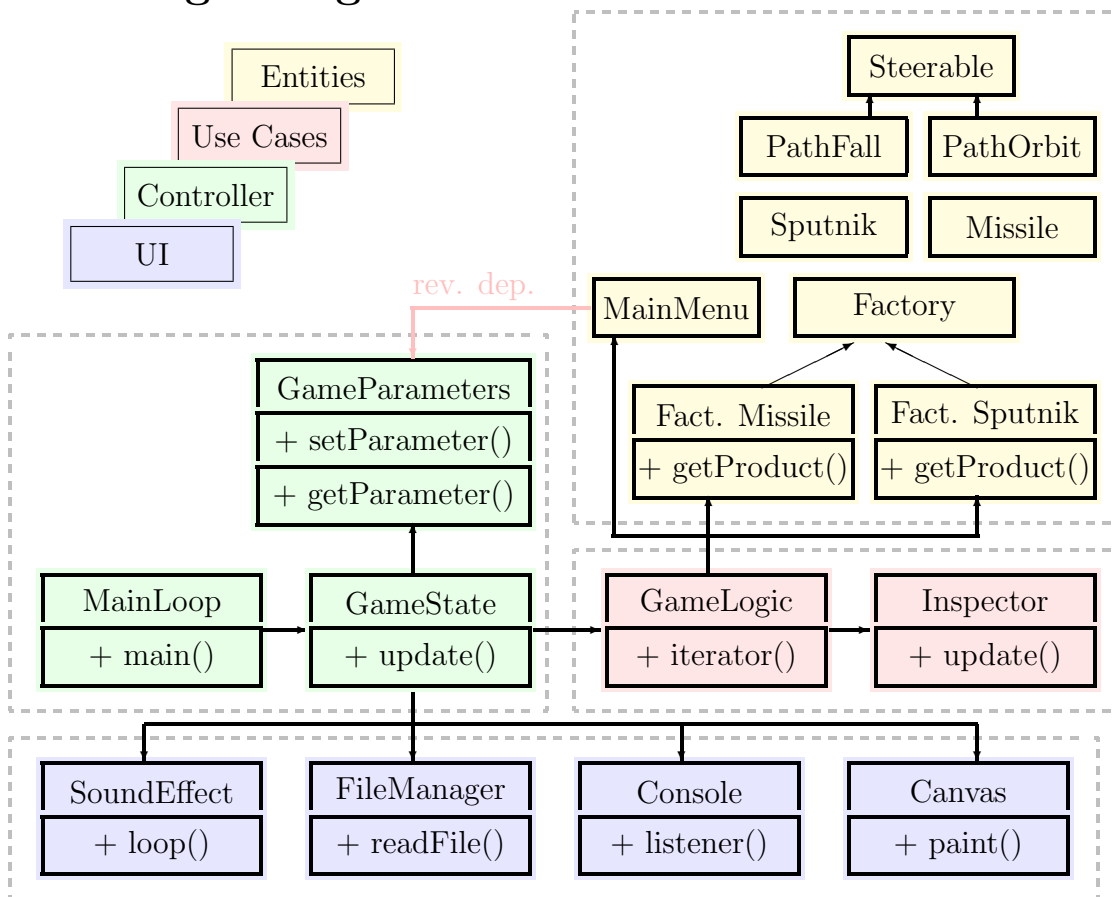 Entities
Use Cases
Controller
UI
Steerable
PathFall
PathOrbit
Sputnik
Missile
rev. dep.
MainMenu
Factory
GameParameters
+ setParameter()
+ getParameter()
Fact. Missile
+ getProduct()
Fact. Sputnik
+ getProduct()
MainLoop
+ main()
GameState
+ update()
GameLogic
+ iterator()
Inspector
+ update()
SoundEffect
+ loop()
FileManager
+ readFile()
Console
+ listener()
Canvas
+ paint()